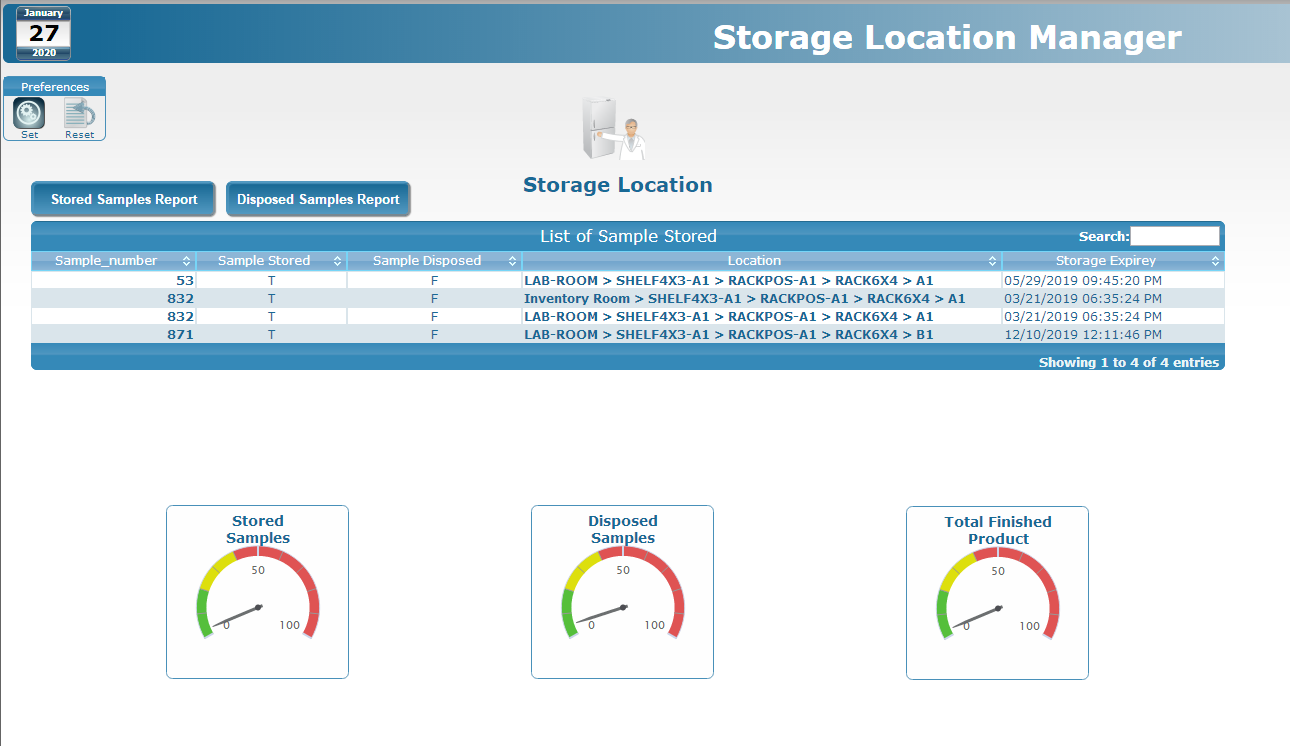 January
27
2020
Storage Location Manager
Preferences
Set Reset
Storage Location
Stored Samples Report Disposed Samples Report
List of Sample Stored Search:
Sample_number Sample Stored Sample Disposed Location Storage Expirey
53 T F LAB-ROOM > SHELF4X3-A1 > RACKPOS-A1 > RACK6X4 > A1 05/29/2019 09:45:20 PM
832 T F Inventory Room > SHELF4X3-A1 > RACKPOS-A1 > RACK6X4 > A1 03/21/2019 06:35:24 PM
832 T F LAB-ROOM > SHELF4X3-A1 > RACKPOS-A1 > RACK6X4 > A1 03/21/2019 06:35:24 PM
871 T F LAB-ROOM > SHELF4X3-A1 > RACKPOS-A1 > RACK6X4 > B1 12/10/2019 12:11:46 PM
Showing 1 to 4 of 4 entries
Stored
Samples
50
0 100
Disposed
Samples
50
0 100
Total Finished
Product
50
0 100